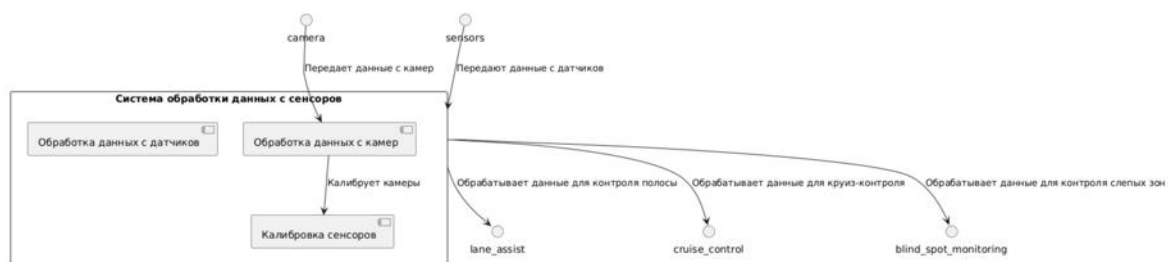 camera
sensors
Передает данные с камер
Передают данные с датчиков
Система обработки данных с сенсоров
Обработка данных с датчиков
Обработка данных с камер
Калибрует камеры
Обрабатывает данные для контроля полосы
Обрабатывает данные для круиз-контроля
Обрабатывает данные для контроля слепых зон
Калибровка сенсоров
lane_assist
cruise_control
blind_spot_monitoring